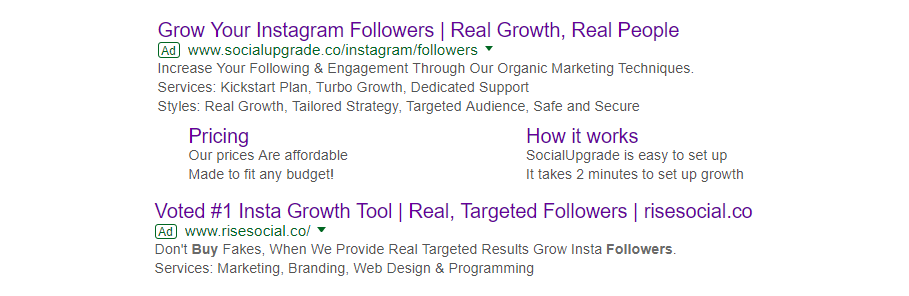 Grow Your Instagram Followers | Real Growth, Real People
Ad www.socialupgrade.co/instagram/followers
Increase Your Following & Engagement Through Our Organic Marketing Techniques.
Services: Kickstart Plan, Turbo Growth, Dedicated Support
Styles: Real Growth, Tailored Strategy, Targeted Audience, Safe and Secure
Pricing
Our prices Are affordable
Made to fit any budget!
How it works
SocialUpgrade is easy to set up
It takes 2 minutes to set up growth
Voted #1 Insta Growth Tool | Real, Targeted Followers | risesocial.co
Ad www.risesocial.co/
Don't Buy Fakes, When We Provide Real Targeted Results Grow Insta Followers.
Services: Marketing, Branding, Web Design & Programming